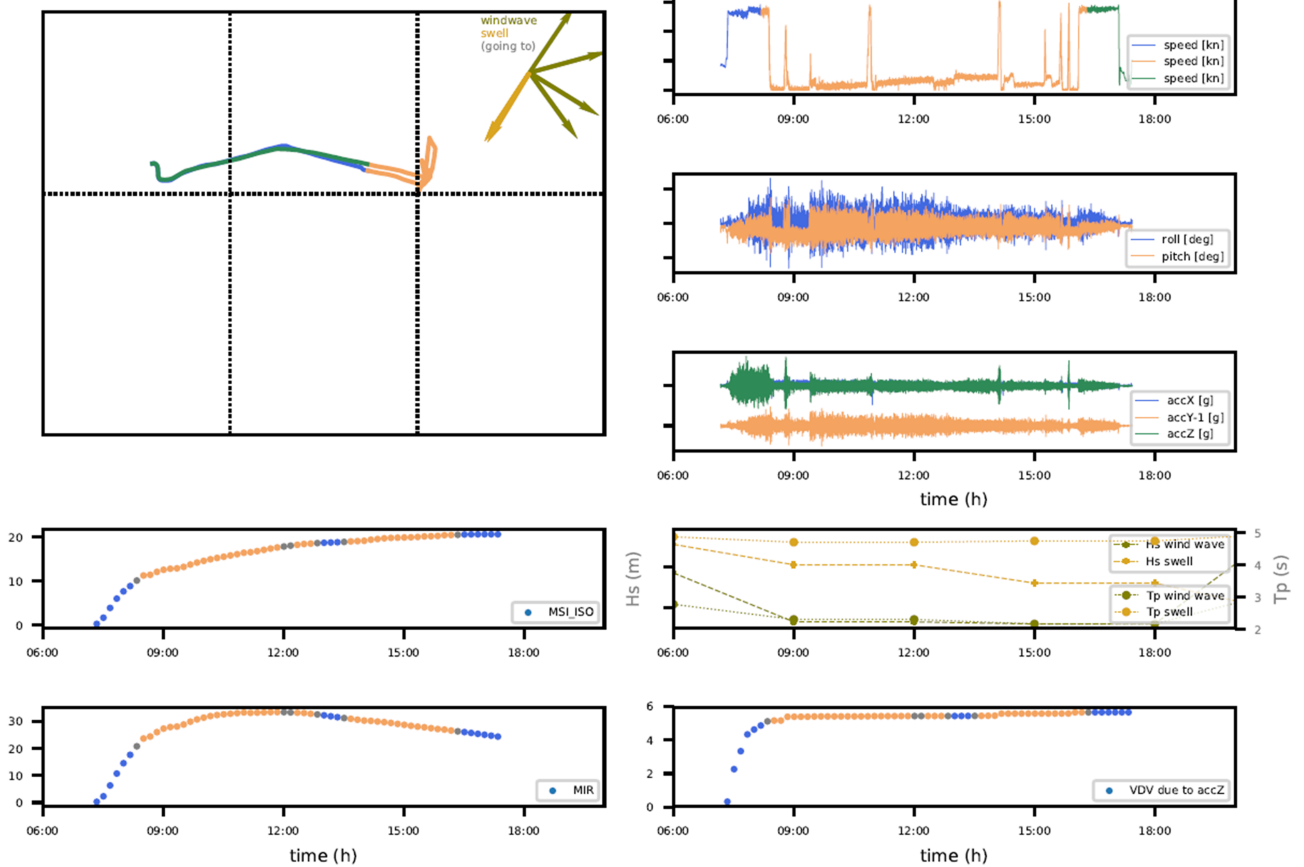 windwave
swell
(going to)
speed [kn]
speed [kn]
speed [kn]
06:00 09:00 12:00 15:00 18:00
roll [deg]
pitch [deg]
06:00 09:00 12:00 15:00 18:00
accX [g]
accY-1 [g]
accZ [g]
06:00 09:00 12:00 15:00 18:00
time (h)
20
10
0
MSI_ISO
06:00 09:00 12:00 15:00 18:00
Hs (m)
Hs wind wave
Hs swell
Tp wind wave
Tp swell
5
4
3
2
Tp (s)
06:00 09:00 12:00 15:00 18:00
30
20
10
0
MIR
06:00 09:00 12:00 15:00 18:00
time (h)
6
4
2
0
VDV due to accZ
06:00 09:00 12:00 15:00 18:00
time (h)